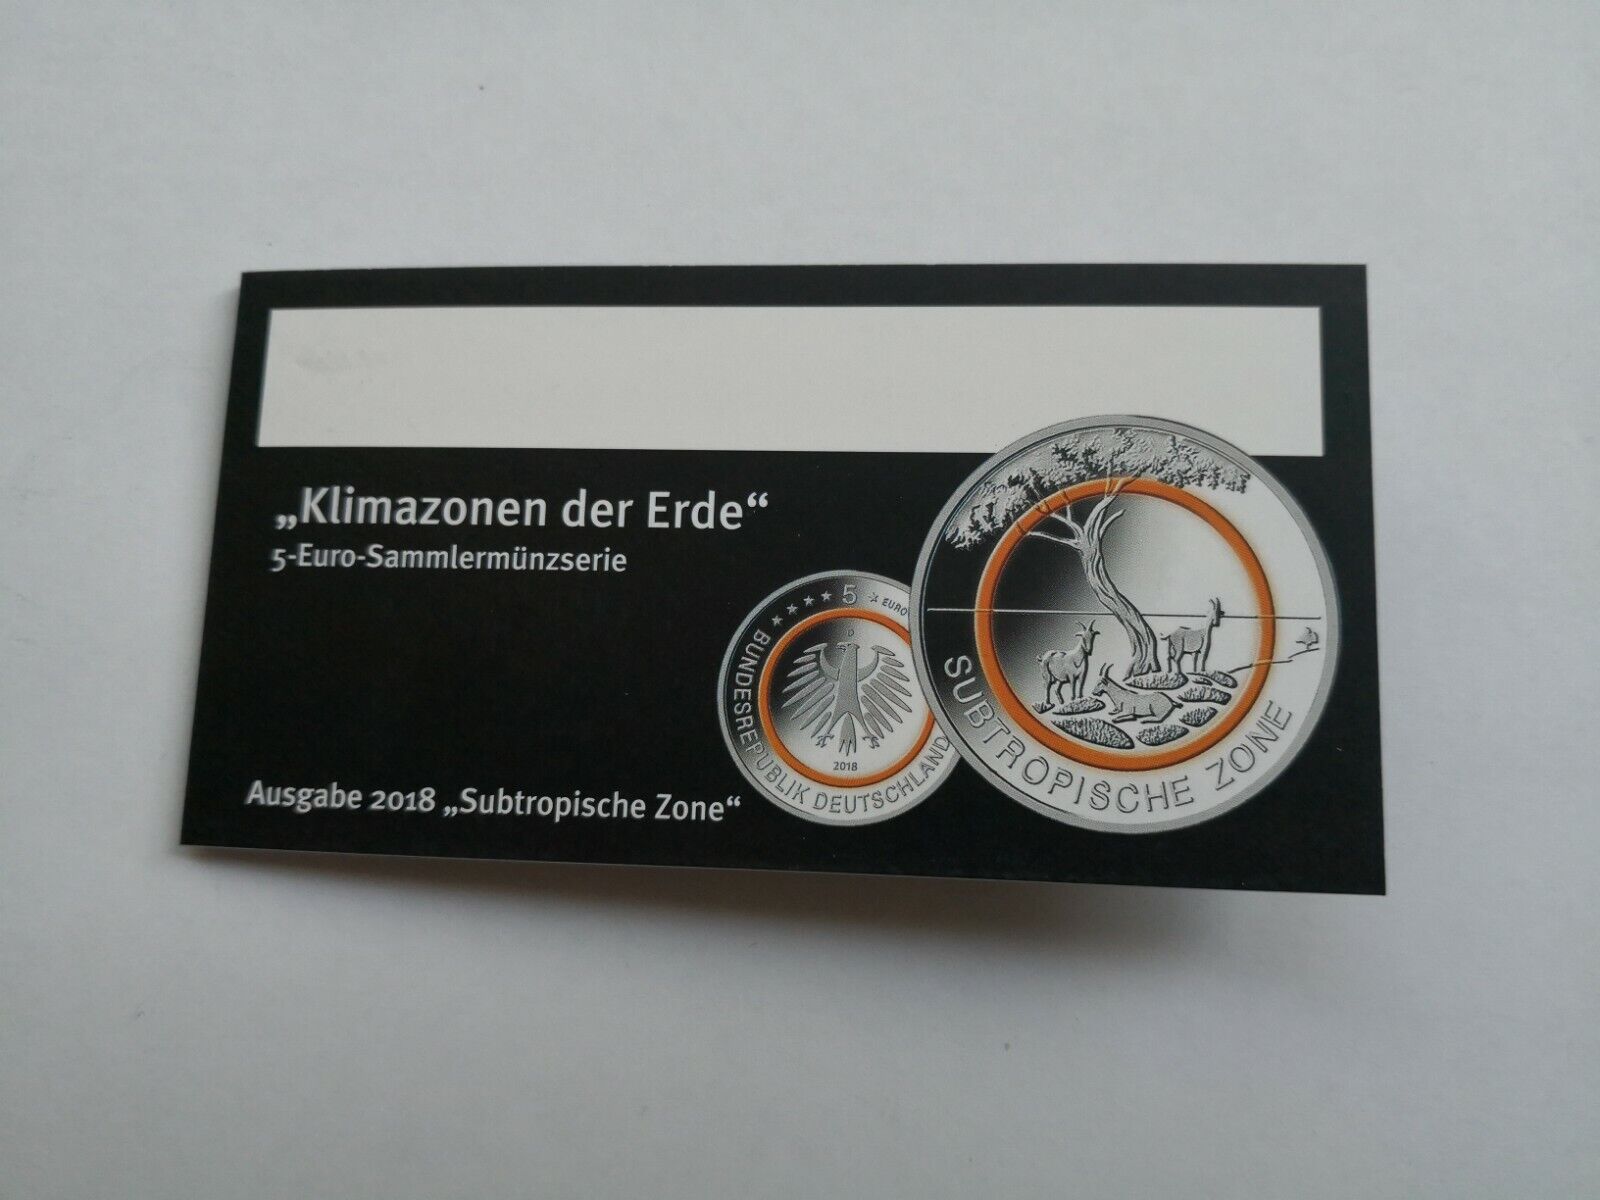 „Klimazonen der Erde“
5-Euro-Sammlermünzserie
Ausgabe 2018 „Subtropische Zone“
5 EURO
D
2018
BUNDESREPUBLIK DEUTSCHLAND
SUBTROPISCHE ZONE